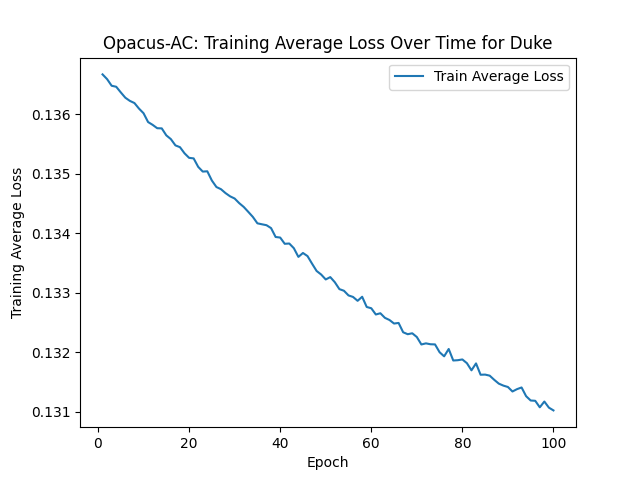 Opacus-AC: Training Average Loss Over Time for Duke
Train Average Loss
Training Average Loss
0.136
0.135
0.134
0.133
0.132
0.131
0 20 40 60 80 100
Epoch